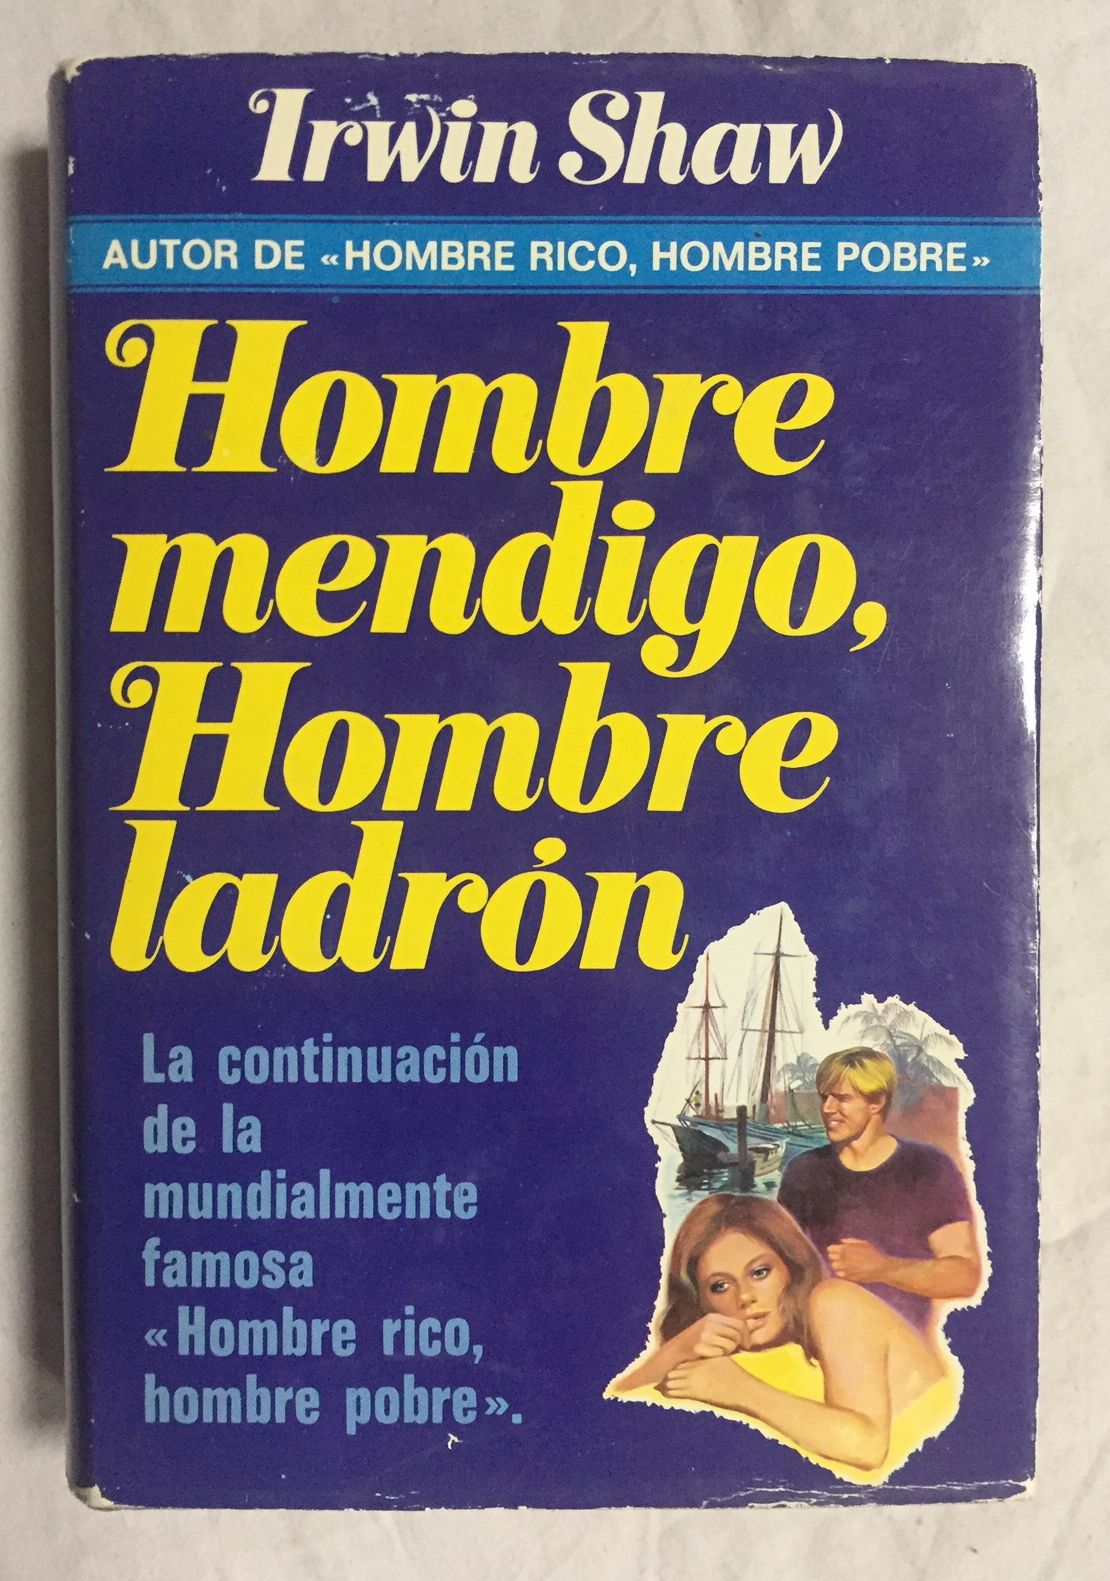 Irwin Shaw
AUTOR DE «HOMBRE RICO, HOMBRE POBRE»
Hombre
mendigo,
Hombre
ladrón
La continuación
de la
mundialmente
famosa
«Hombre rico,
hombre pobre».